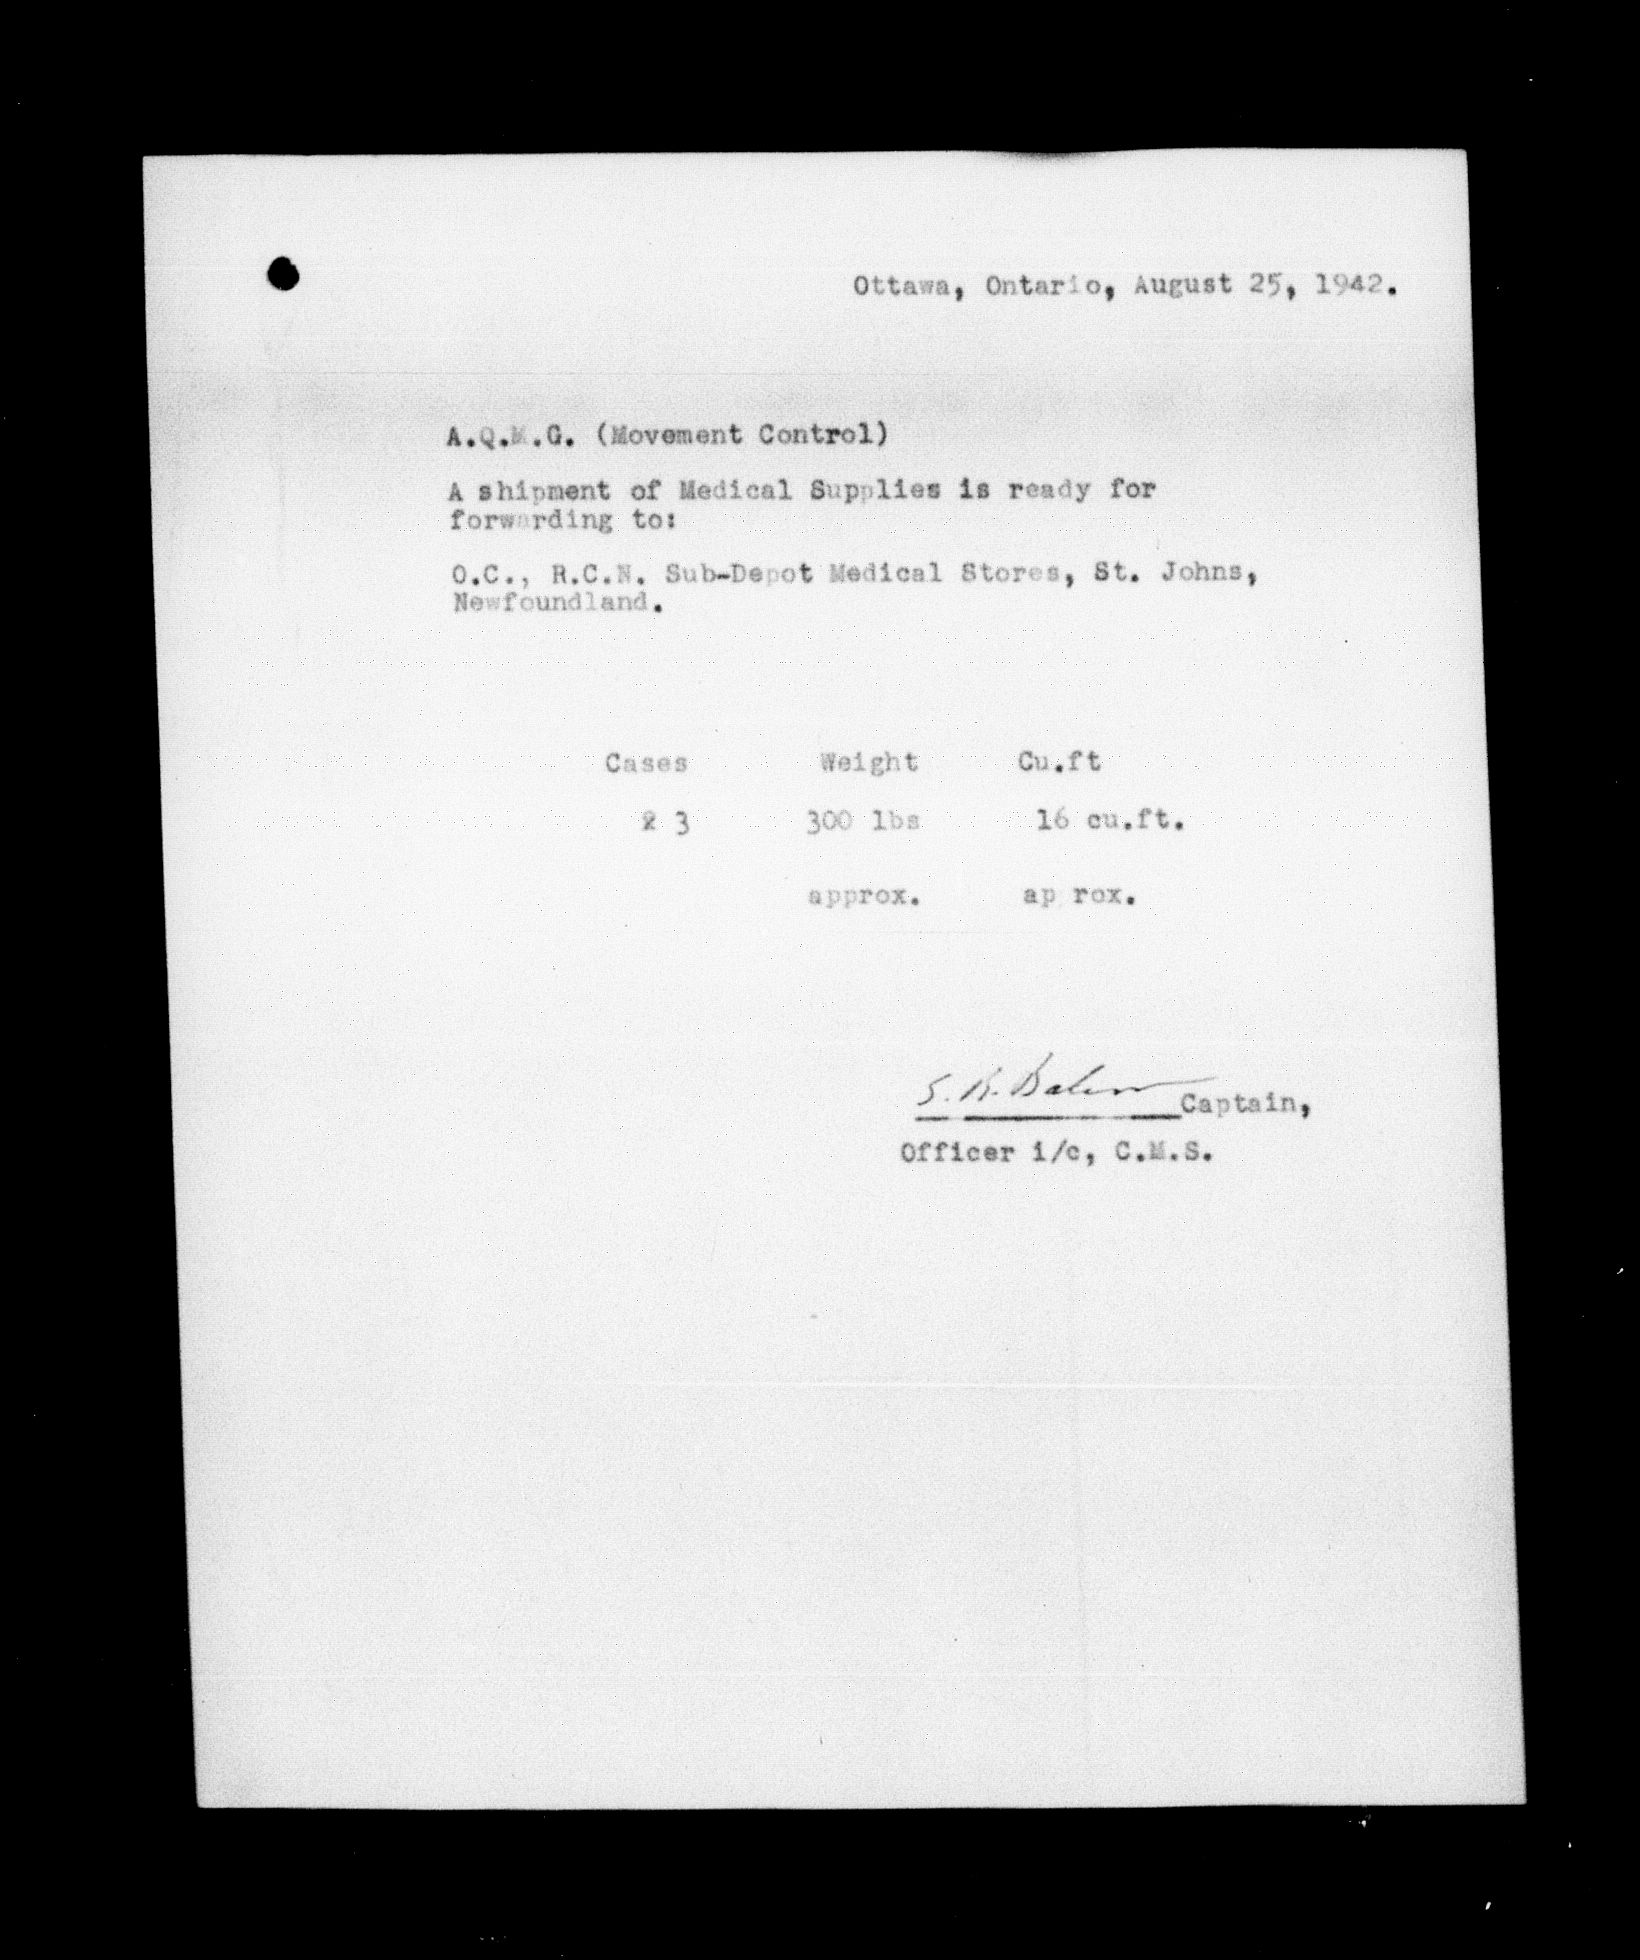 Ottawa, Ontario, August 25, 1942.
A.Q.M.G. (Movement Control)
A shipment of Medical Supplies is ready for
forwarding to:
O.C., R.C.N. Sub-Depot Medical Stores, St. Johns,
Newfoundland.
Cases Weight Cu.ft
3 300 lbs 16 cu.ft.
approx. ap rox.
Captain,
Officer i/c, C.M.S.